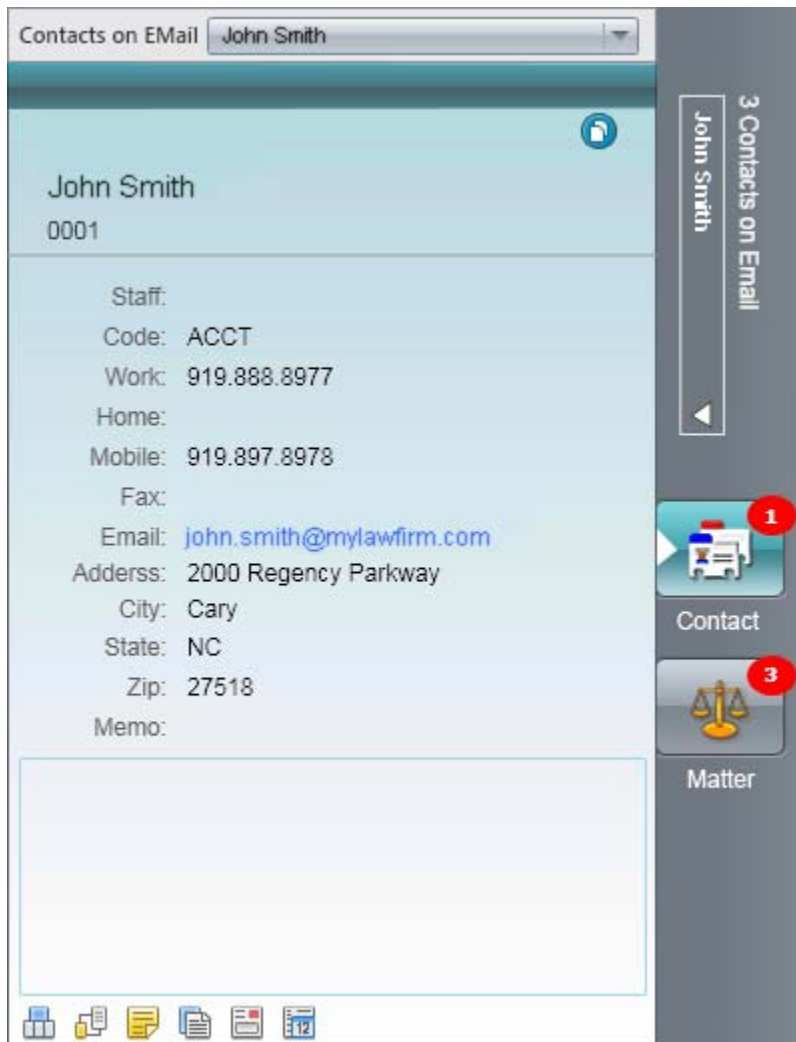 Contacts on EMail John Smith
John Smith
0001
Staff:
Code: ACCT
Work: 919.888.8977
Home:
Mobile: 919.897.8978
Fax:
Email: john.smith@mylawfirm.com
Adderss: 2000 Regency Parkway
City: Cary
State: NC
Zip: 27518
Memo:
12
3 Contacts on Email
John Smith
1
Contact
3
Matter